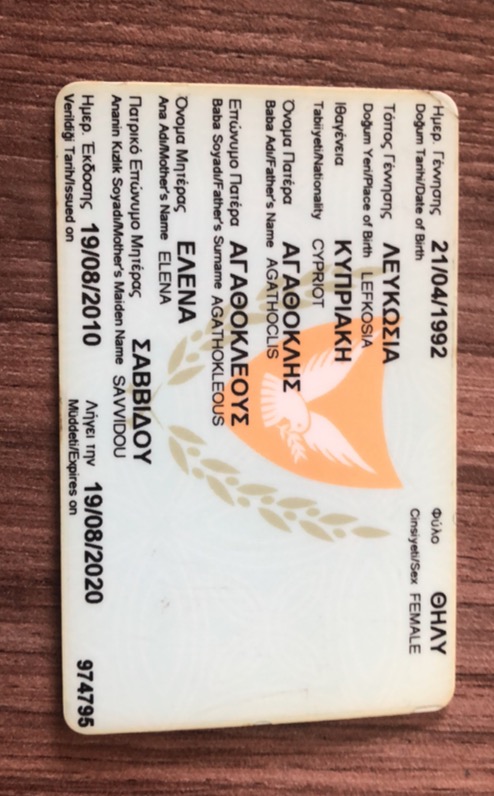 Ημερ. Γέννησης 21/04/1992 Φύλο ΘΗΛΥ
Doğum Tarihi/Date of Birth Cinsiyeti/Sex FEMALE
Τόπος Γέννησης ΛΕΥΚΩΣΙΑ
Doğum Yeri/Place of Birth LEFKOSIA
Ιθαγένεια ΚΥΠΡΙΑΚΗ
Tabiiyeti/Nationality CYPRIOT
Όνομα Πατέρα ΑΓΑΘΟΚΛΗΣ
Baba Adı/Father's Name AGATHOCLIS
Επώνυμο Πατέρα ΑΓΑΘΟΚΛΕΟΥΣ
Baba Soyadı/Father's Surname AGATHOKLEOUS
Όνομα Μητέρας ΕΛΕΝΑ
Ana Adı/Mother's Name ELENA
Πατρικό Επώνυμο Μητέρας ΣΑΒΒΙΔΟΥ
Ananin Kızlık Soyadı/Mother's Maiden Name SAVVIDOU
Ημερ. Έκδοσης 19/08/2010 Λήγει την 19/08/2020 974795
Verildiği Tarih/Issued on Müddeti/Expires on